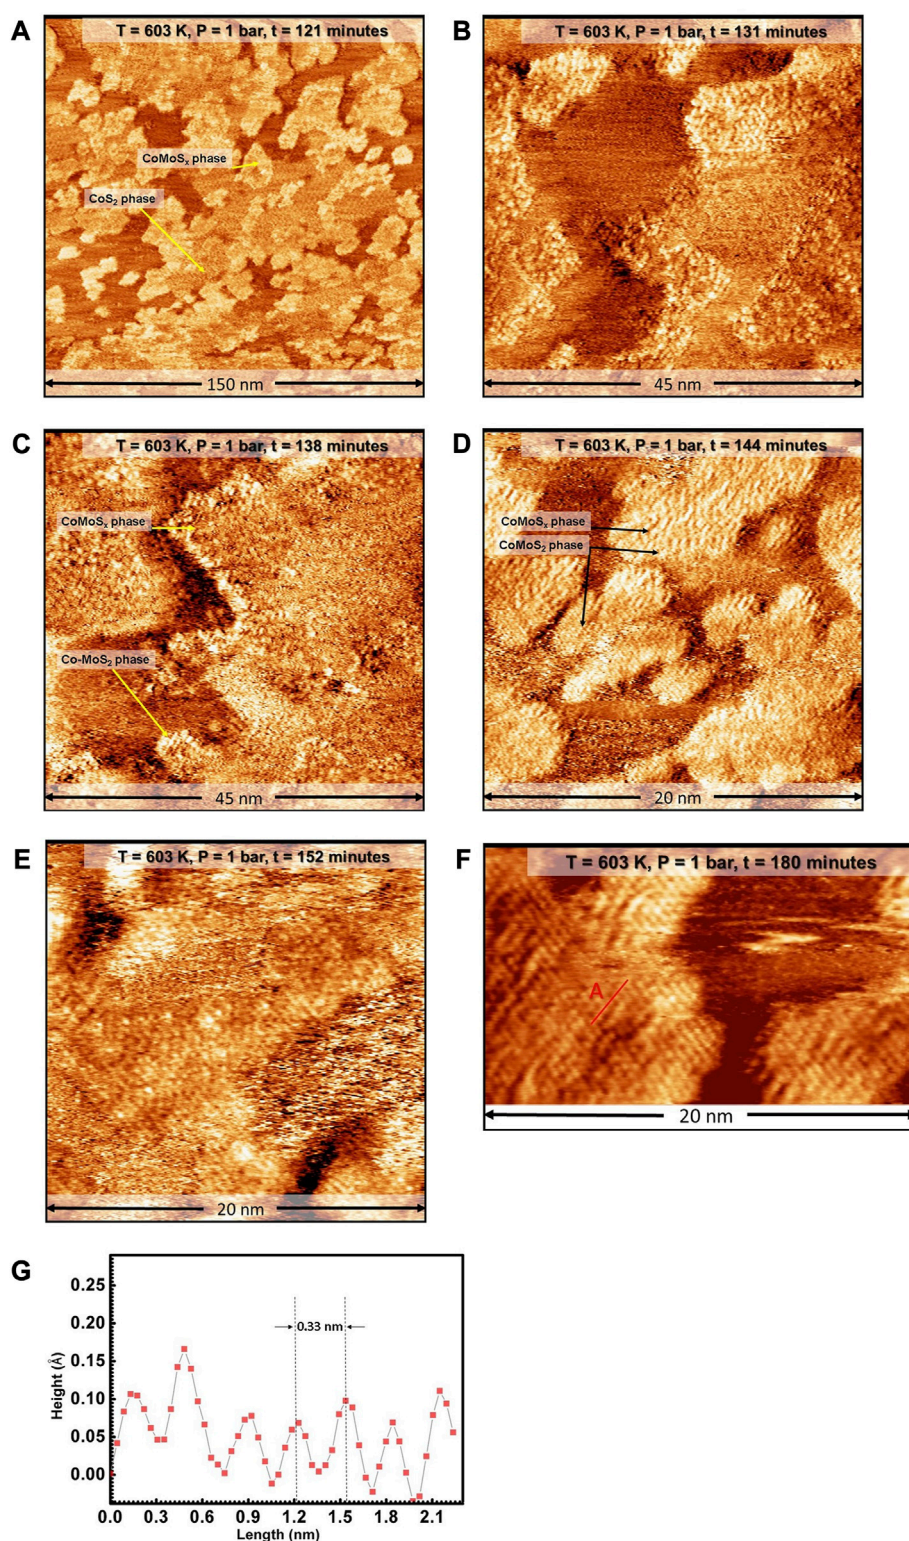 A
T = 603 K, P = 1 bar, t = 121 minutes
CoMoSₓ phase
CoS₂ phase
150 nm
B
T = 603 K, P = 1 bar, t = 131 minutes
45 nm
C
T = 603 K, P = 1 bar, t = 138 minutes
CoMoSₓ phase
Co-MoS₂ phase
45 nm
D
T = 603 K, P = 1 bar, t = 144 minutes
CoMoSₓ phase
CoMoS₂ phase
20 nm
E
T = 603 K, P = 1 bar, t = 152 minutes
20 nm
F
T = 603 K, P = 1 bar, t = 180 minutes
A
20 nm
G
Height (Å)
0.25
0.20
0.15
0.10
0.05
0.00
0.33 nm
0.0 0.3 0.6 0.9 1.2 1.5 1.8 2.1
Length (nm)